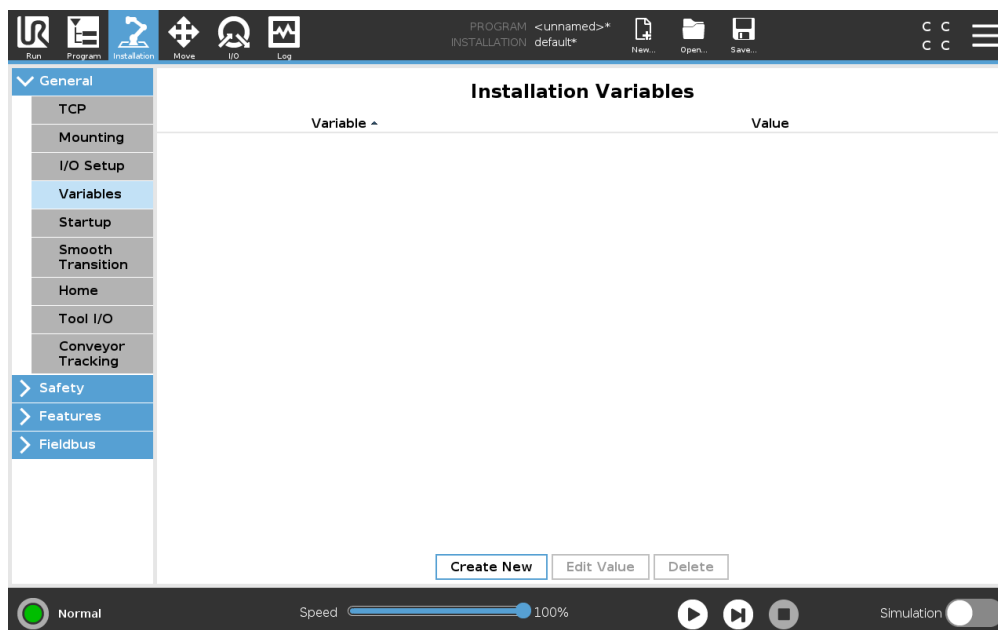 UR
PROGRAM <unnamed>*
INSTALLATION default*
C C
C C
Run Program Installation Move I/O Log New... Open... Save...
General
TCP
Mounting
I/O Setup
Variables
Startup
Smooth
Transition
Home
Tool I/O
Conveyor
Tracking
Safety
Features
Fieldbus
Installation Variables
Variable Value
Create New Edit Value Delete
Normal Speed 100% Simulation